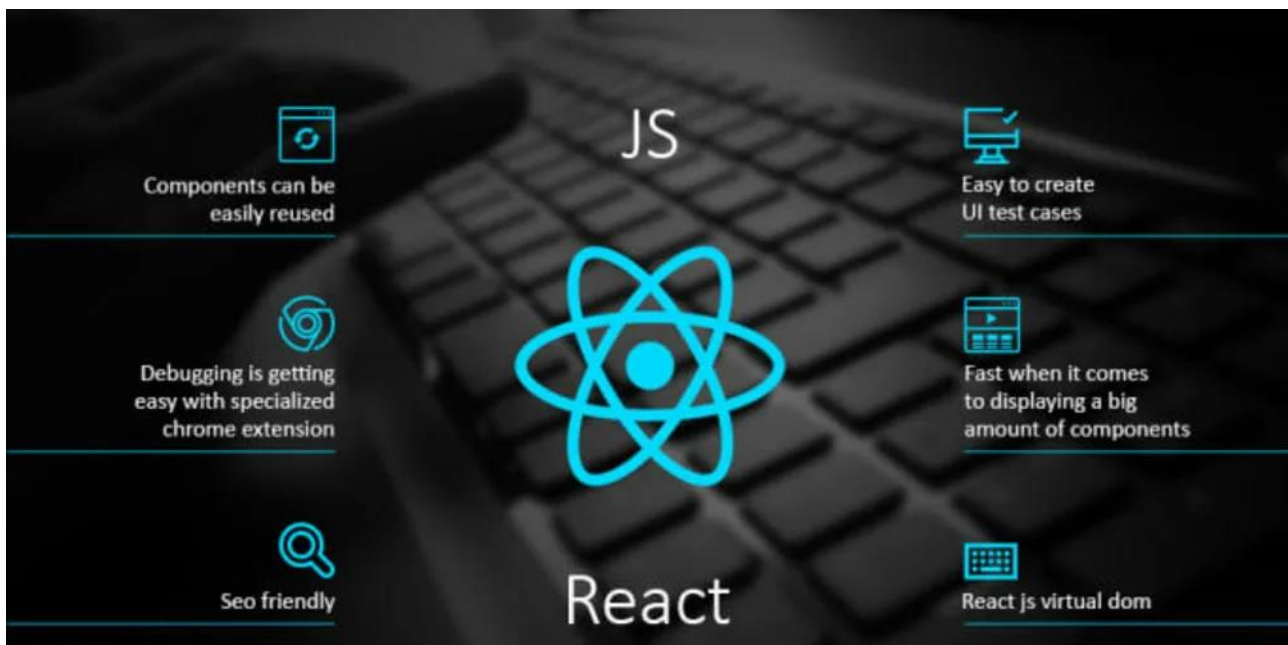 JS
Components can be
easily reused
Easy to create
UI test cases
Debugging is getting
easy with specialized
chrome extension
Fast when it comes
to displaying a big
amount of components
Seo friendly
React
React js virtual dom